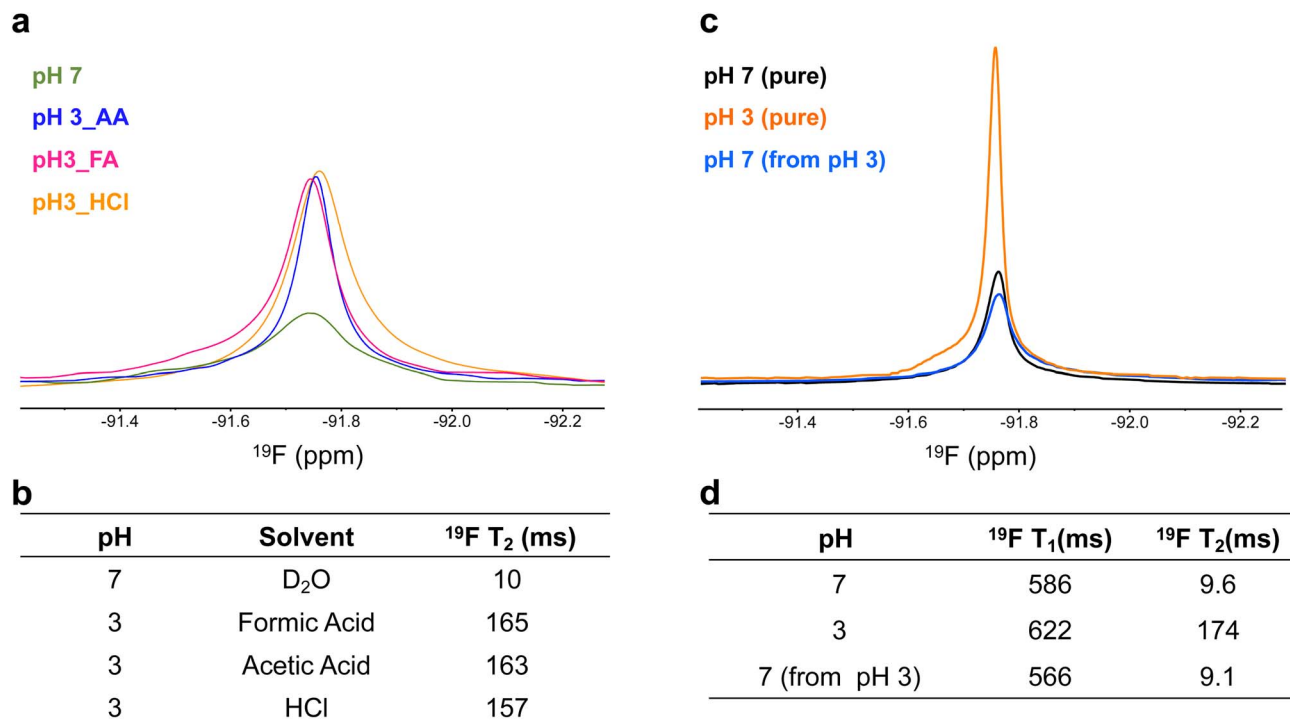 a
pH 7
pH 3_AA
pH3_FA
pH3_HCl
-91.4 -91.6 -91.8 -92.0 -92.2
¹⁹F (ppm)
b
pH Solvent ¹⁹F T₂ (ms)
7 D₂O 10
3 Formic Acid 165
3 Acetic Acid 163
3 HCl 157
c
pH 7 (pure)
pH 3 (pure)
pH 7 (from pH 3)
-91.4 -91.6 -91.8 -92.0 -92.2
¹⁹F (ppm)
d
pH ¹⁹F T₁(ms) ¹⁹F T₂(ms)
7 586 9.6
3 622 174
7 (from pH 3) 566 9.1